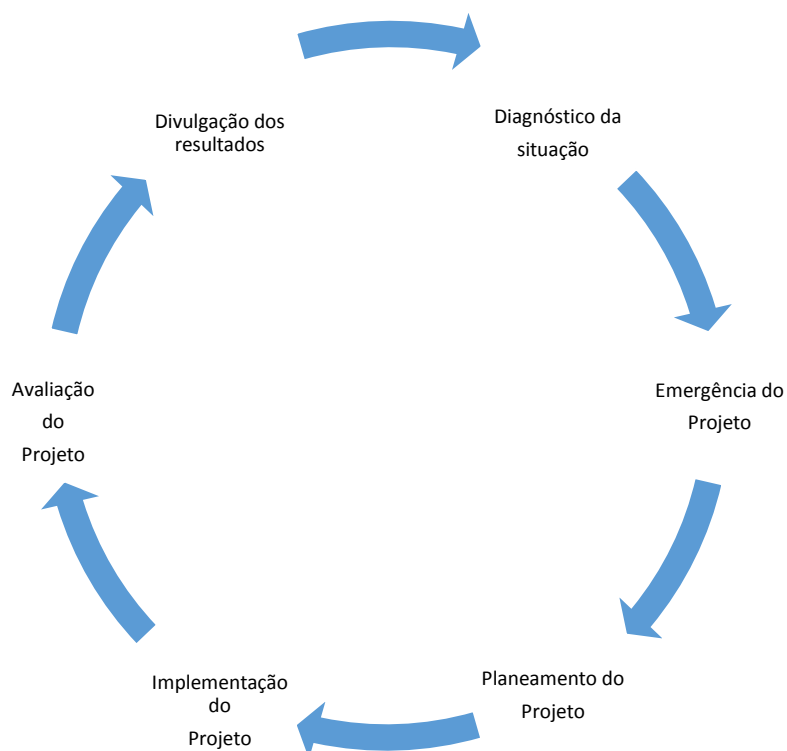 Divulgação dos
resultados
Diagnóstico da
situação
Emergência do
Projeto
Planeamento do
Projeto
Implementação
do
Projeto
Avaliação
do
Projeto